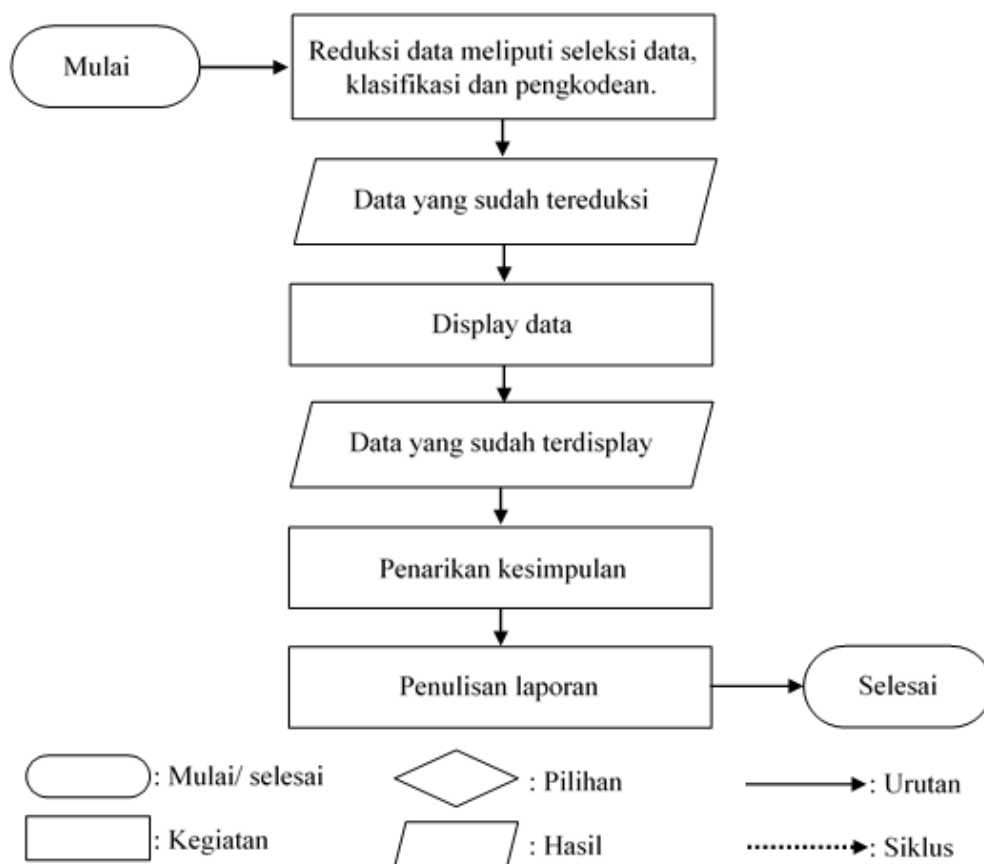 Mulai
Reduksi data meliputi seleksi data,
klasifikasi dan pengkodean.
Data yang sudah tereduksi
Display data
Data yang sudah terdisplay
Penarikan kesimpulan
Penulisan laporan
Selesai
: Mulai/ selesai
: Pilihan
: Urutan
: Kegiatan
: Hasil
: Siklus